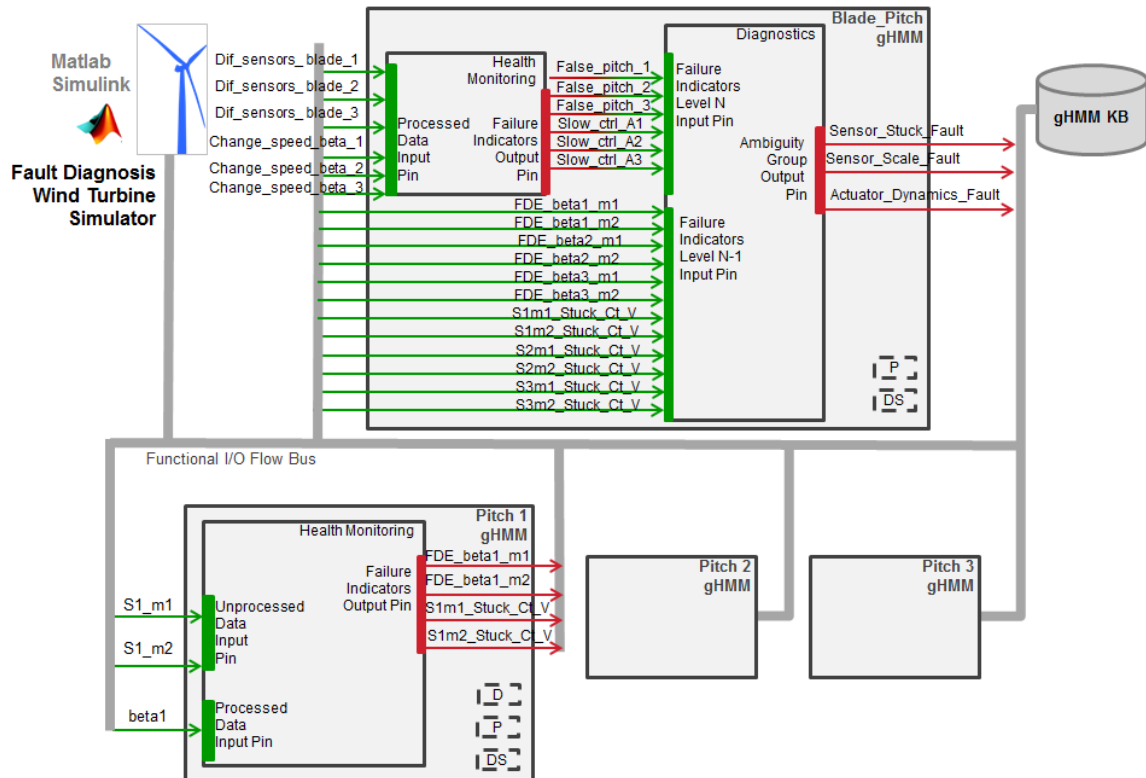 Matlab
Simulink
Fault Diagnosis
Wind Turbine
Simulator
Dif_sensors_blade_1
Dif_sensors_blade_2
Dif_sensors_blade_3
Change_speed_beta_1
Change_speed_beta_2
Change_speed_beta_3
Blade_Pitch
gHMM
Health
Monitoring
Processed
Data
Input
Pin
Failure
Indicators
Output
Pin
False_pitch_1
False_pitch_2
False_pitch_3
Slow_ctrl_A1
Slow_ctrl_A2
Slow_ctrl_A3
Diagnostics
Failure
Indicators
Level N
Input Pin
Ambiguity
Group
Output
Pin
Sensor_Stuck_Fault
Sensor_Scale_Fault
Actuator_Dynamics_Fault
gHMM KB
FDE_beta1_m1
FDE_beta1_m2
FDE_beta2_m1
FDE_beta2_m2
FDE_beta3_m1
FDE_beta3_m2
S1m1_Stuck_Ct_V
S1m2_Stuck_Ct_V
S2m1_Stuck_Ct_V
S2m2_Stuck_Ct_V
S3m1_Stuck_Ct_V
S3m2_Stuck_Ct_V
Failure
Indicators
Level N-1
Input Pin
P
DS
Functional I/O Flow Bus
Pitch 1
gHMM
Health Monitoring
S1_m1
S1_m2
beta1
Unprocessed
Data
Input
Pin
Processed
Data
Input Pin
Failure
Indicators
Output Pin
FDE_beta1_m1
FDE_beta1_m2
S1m1_Stuck_Ct_V
S1m2_Stuck_Ct_V
D
P
DS
Pitch 2
gHMM
Pitch 3
gHMM